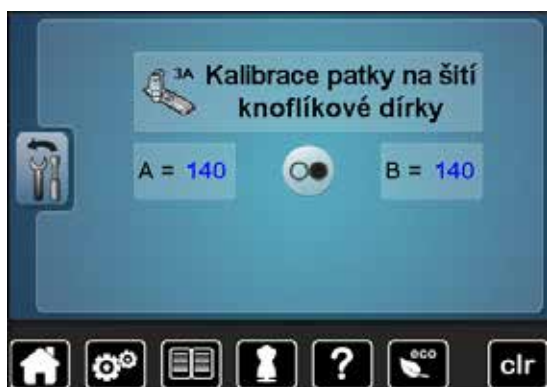 3A Kalibrace patky na šití
knoflíkové dírky
A = 140
B = 140
?
eco
clr